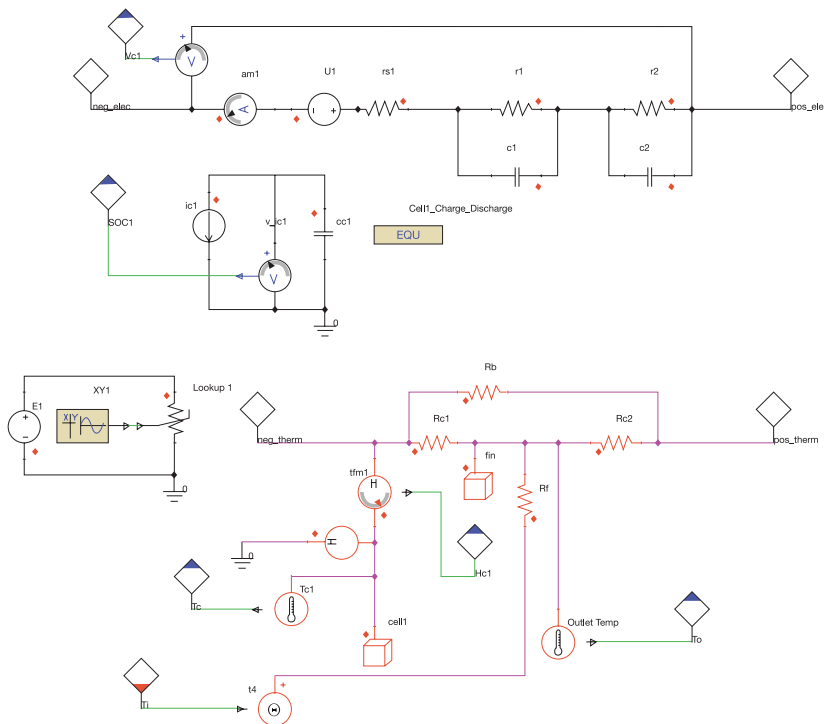 Vc1
+
V
neg_elec
am1
A
U1
- +
rs1
r1
r2
pos_ele
c1
c2
SOC1
ic1
v_ic1
+
V
cc1
0
Cell1_Charge_Discharge
EQU
E1
+
-
XY1
X|Y
Lookup 1
0
neg_therm
Rb
Rc1
Rc2
pos_therm
fin
Rf
tfm1
H
H
0
Hc1
Tc
Tc1
cell1
Outlet Temp
To
Ti
t4
+